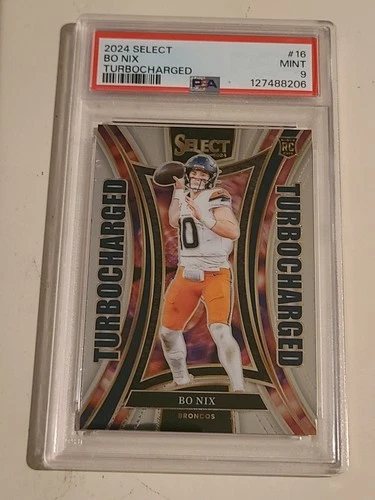 2024 SELECT #16
BO NIX MINT
TURBOCHARGED 9
PSA 127488206
SELECT
RC
TURBOCHARGED
TURBOCHARGED
10
BO NIX
BRONCOS